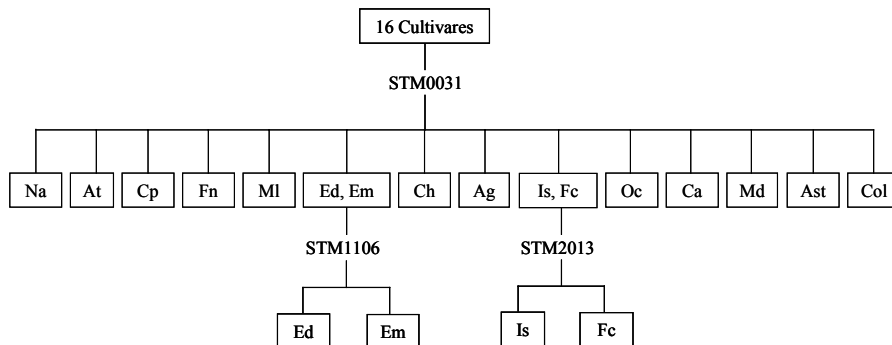 16 Cultivares
STM0031
Na At Cp Fn Ml Ed, Em Ch Ag Is, Fc Oc Ca Md Ast Col
STM1106 STM2013
Ed Em Is Fc